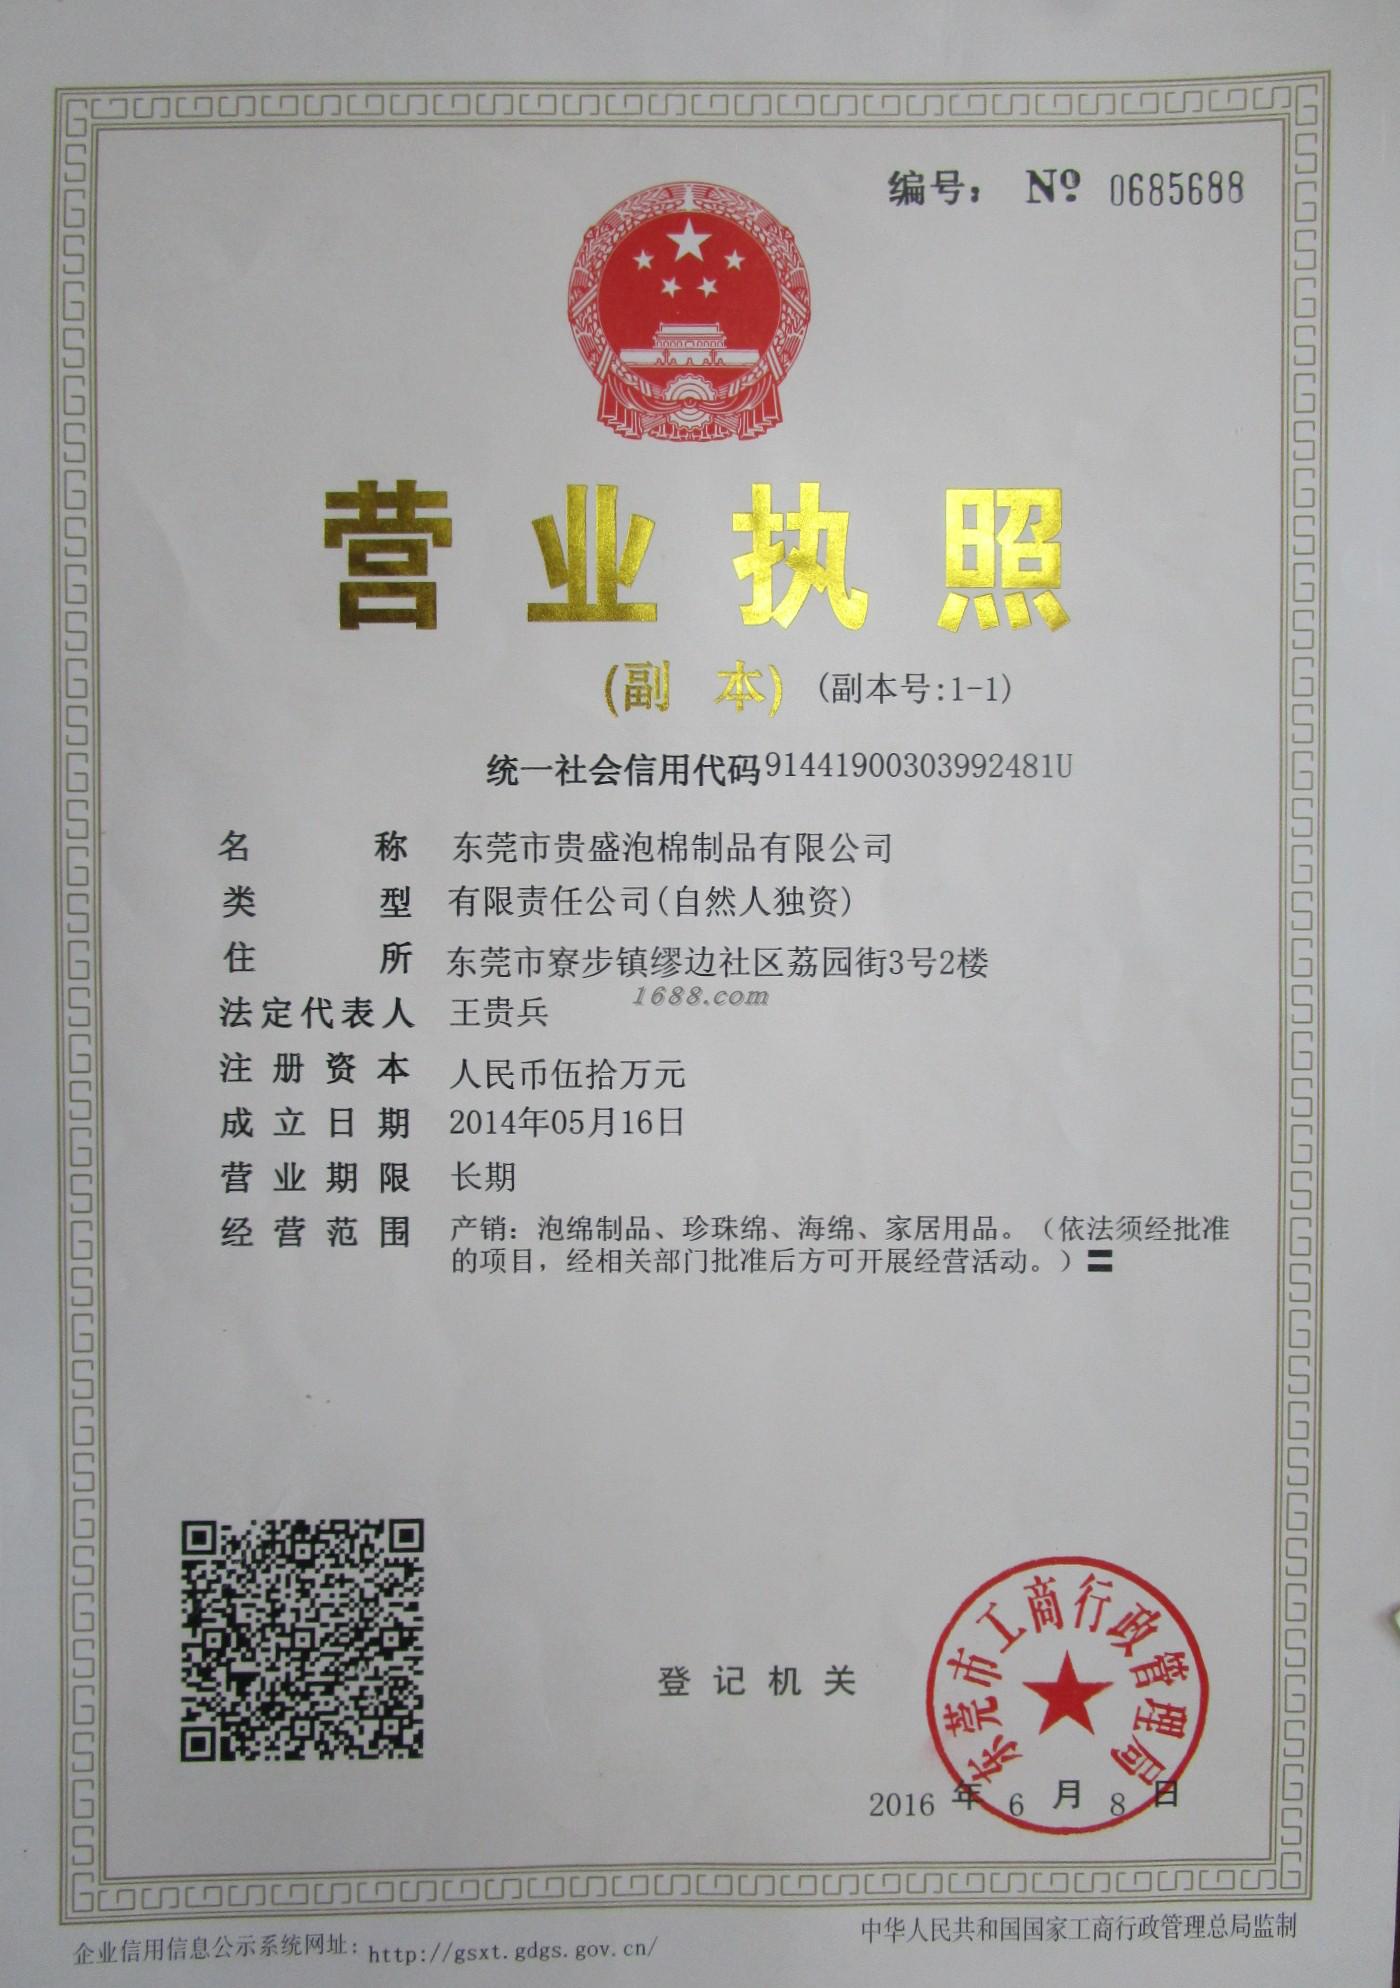 编号： Nº 0685688
营业执照
(副 本) (副本号:1-1)
统一社会信用代码91441900303992481U
名 称 东莞市贵盛泡棉制品有限公司
类 型 有限责任公司(自然人独资)
住 所 东莞市寮步镇缪边社区荔园街3号2楼
1688.com
法定代表人 王贵兵
注册资本 人民币伍拾万元
成立日期 2014年05月16日
营业期限 长期
经营范围 产销：泡绵制品、珍珠绵、海绵、家居用品。（依法须经批准
的项目，经相关部门批准后方可开展经营活动。）〓
东莞市工商行政管理局
登记机关
2016 年 6 月 8 日
企业信用信息公示系统网址：http://gsxt.gdgs.gov.cn/
中华人民共和国国家工商行政管理总局监制